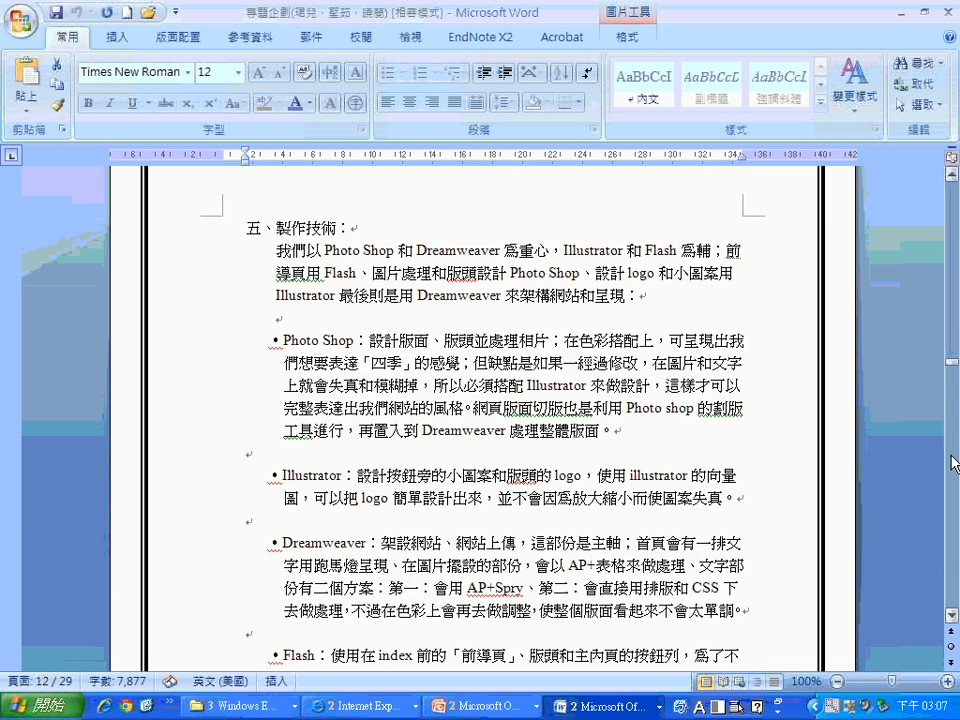 專題企劃(珺兒、堊茹、曉簡) [相容模式] - Microsoft Word
圖片工具
常用 插入 版面配置 參考資料 郵件 校閱 檢視 EndNote X2 Acrobat 格式
貼上
Times New Roman 12
AaBbCcI AaBbCcD AaBbCcI
內文 副標題 強調斜體
變更樣式
尋找
取代
選取
剪貼簿 字型 段落 樣式 編輯
五、製作技術：
我們以 Photo Shop 和 Dreamweaver 為重心，Illustrator 和 Flash 為輔；前
導頁用 Flash、圖片處理和版頭設計 Photo Shop、設計 logo 和小圖案用
Illustrator 最後則是用 Dreamweaver 來架構網站和呈現：
• Photo Shop：設計版面、版頭並處理相片；在色彩搭配上，可呈現出我
們想要表達「四季」的感覺；但缺點是如果一經過修改，在圖片和文字
上就會失真和模糊掉，所以必須搭配 Illustrator 來做設計，這樣才可以
完整表達出我們網站的風格。網頁版面切版也是利用 Photo shop 的割版
工具進行，再置入到 Dreamweaver 處理整體版面。
• Illustrator：設計按鈕旁的小圖案和版頭的 logo，使用 illustrator 的向量
圖，可以把 logo 簡單設計出來，並不會因為放大縮小而使圖案失真。
• Dreamweaver：架設網站、網站上傳，這部份是主軸；首頁會有一排文
字用跑馬燈呈現、在圖片擺設的部份，會以 AP+表格來做處理、文字部
份有二個方案：第一：會用 AP+Spry、第二：會直接用排版和 CSS 下
去做處理，不過在色彩上會再去做調整，使整個版面看起來不會太單調。
• Flash：使用在 index 前的「前導頁」、版頭和主內頁的按鈕列，為了不
頁面: 12 / 29 字數: 7,877 英文 (美國) 插入 100%
開始 3 Windows E... 2 Internet Exp... 2 Microsoft O... 2 Microsoft Of... 下午 03:07